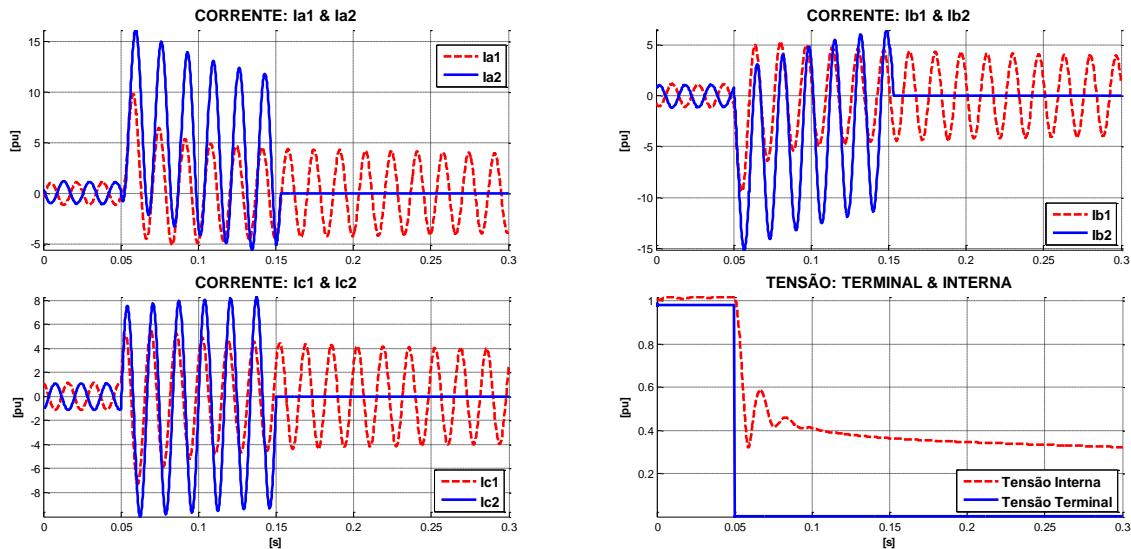 CORRENTE: Ia1 & Ia2
[pu]
15
10
5
0
-5
0
0.05
0.1
0.15
0.2
0.25
0.3
Ia1
Ia2
CORRENTE: Ib1 & Ib2
[pu]
5
0
-5
-10
-15
0
0.05
0.1
0.15
0.2
0.25
0.3
Ib1
Ib2
CORRENTE: Ic1 & Ic2
[pu]
8
6
4
2
0
-2
-4
-6
-8
0
0.05
0.1
0.15
0.2
0.25
0.3
[s]
Ic1
Ic2
TENSÃO: TERMINAL & INTERNA
[pu]
1
0.8
0.6
0.4
0.2
0
0.05
0.1
0.15
0.2
0.25
0.3
[s]
Tensão Interna
Tensão Terminal